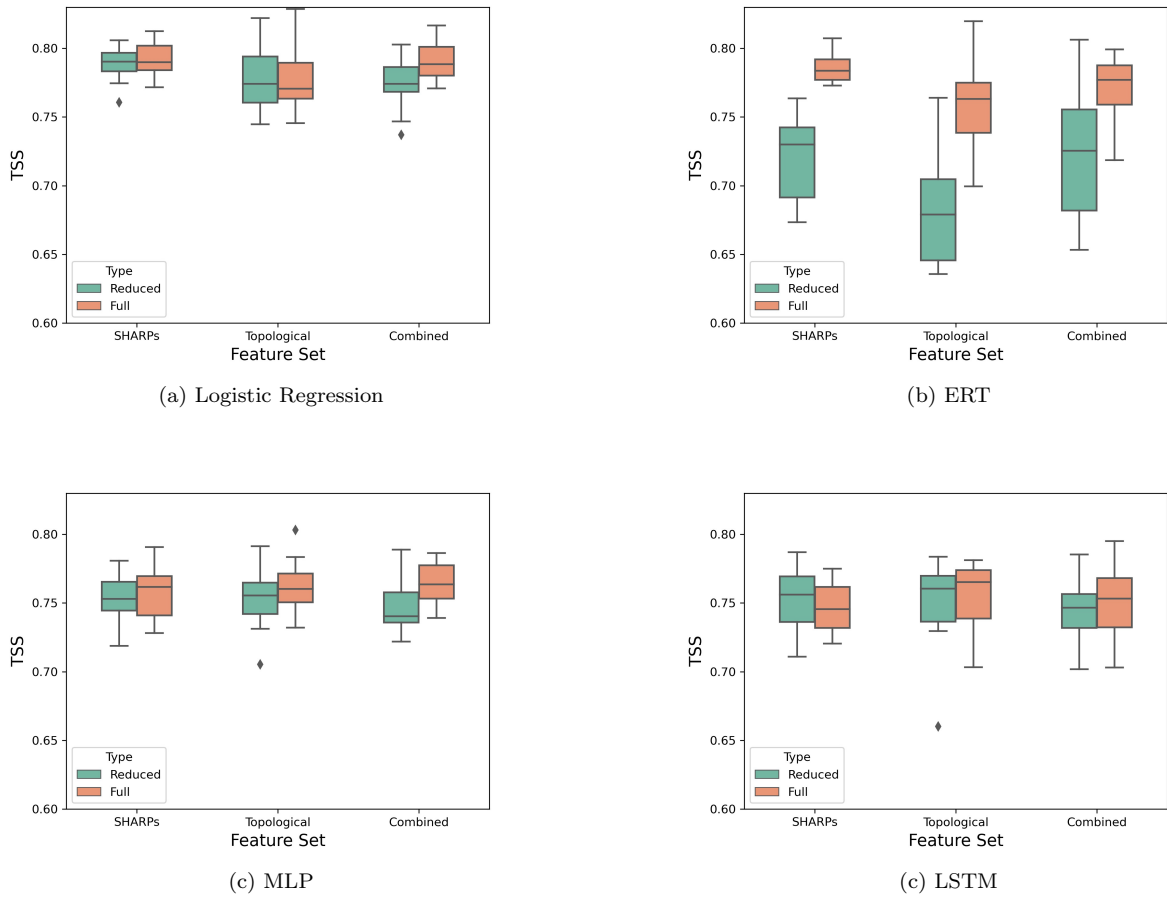 0.80
0.75
0.70
0.65
0.60
TSS
Type
Reduced
Full
SHARPs
Topological
Combined
Feature Set
(a) Logistic Regression
0.80
0.75
0.70
0.65
0.60
TSS
Type
Reduced
Full
SHARPs
Topological
Combined
Feature Set
(b) ERT
0.80
0.75
0.70
0.65
0.60
TSS
Type
Reduced
Full
SHARPs
Topological
Combined
Feature Set
(c) MLP
0.80
0.75
0.70
0.65
0.60
TSS
Type
Reduced
Full
SHARPs
Topological
Combined
Feature Set
(c) LSTM